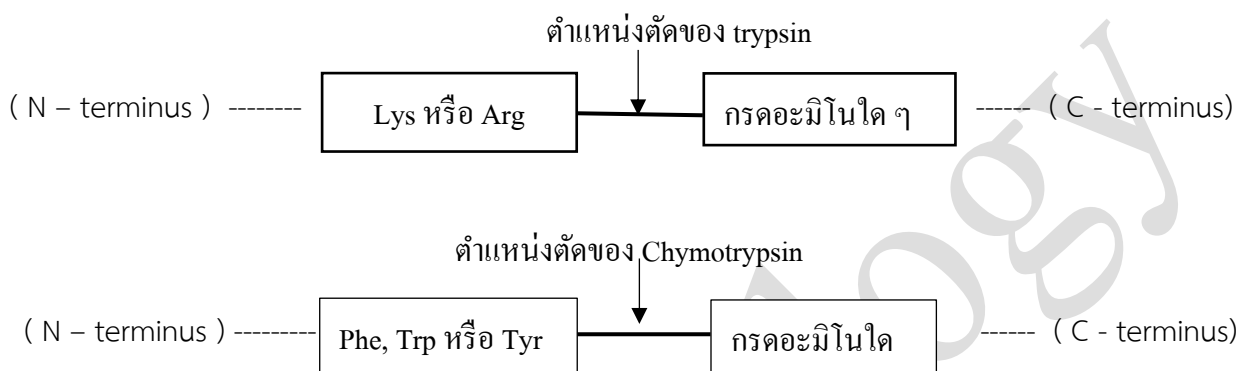 ตำแหน่งตัดของ trypsin
( N – terminus ) -------- Lys หรือ Arg กรดอะมิโนใด ๆ ------ ( C - terminus)
ตำแหน่งตัดของ Chymotrypsin
( N – terminus ) -------- Phe, Trp หรือ Tyr กรดอะมิโนใด ------ ( C - terminus)
logy